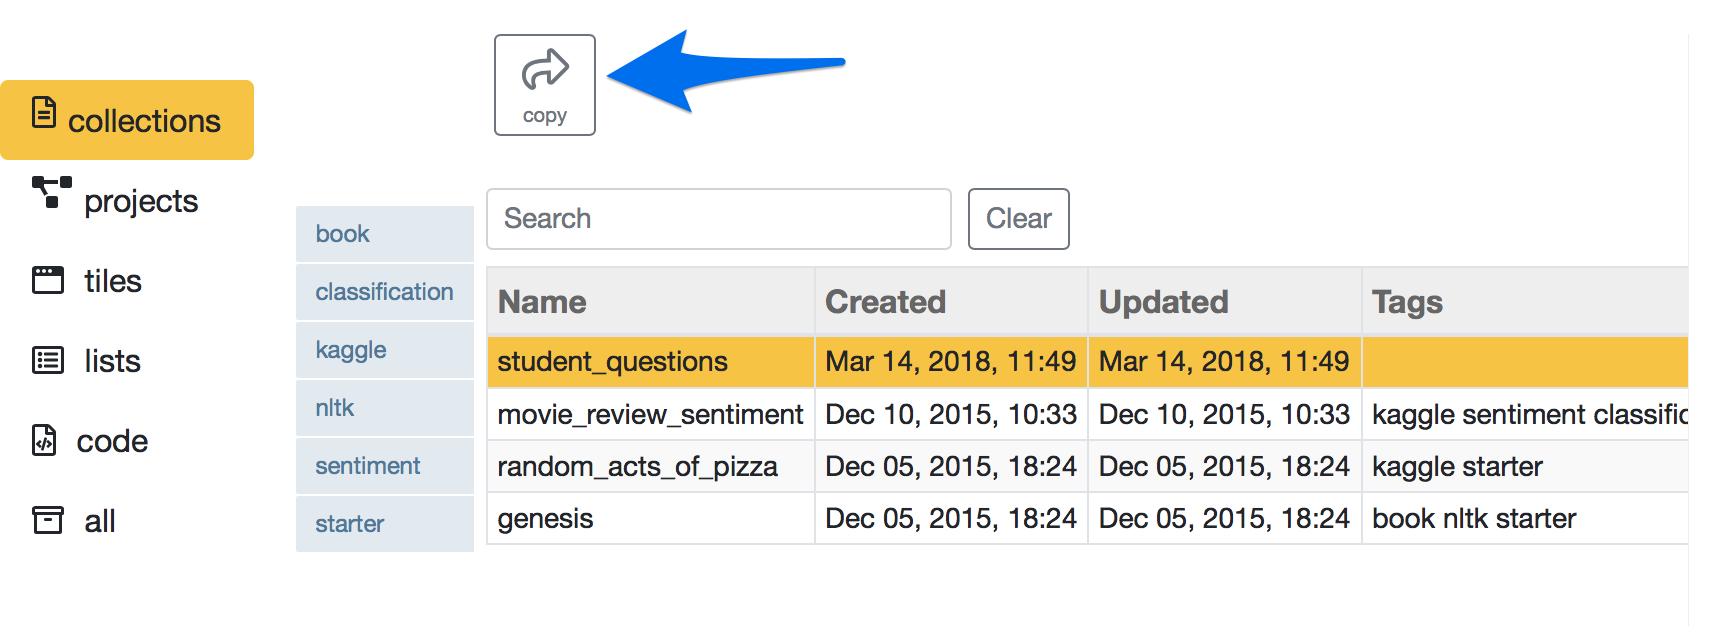 copy
collections
projects
tiles
lists
code
all
book
classification
kaggle
nltk
sentiment
starter
Search Clear
Name Created Updated Tags
student_questions Mar 14, 2018, 11:49 Mar 14, 2018, 11:49
movie_review_sentiment Dec 10, 2015, 10:33 Dec 10, 2015, 10:33 kaggle sentiment classific
random_acts_of_pizza Dec 05, 2015, 18:24 Dec 05, 2015, 18:24 kaggle starter
genesis Dec 05, 2015, 18:24 Dec 05, 2015, 18:24 book nltk starter